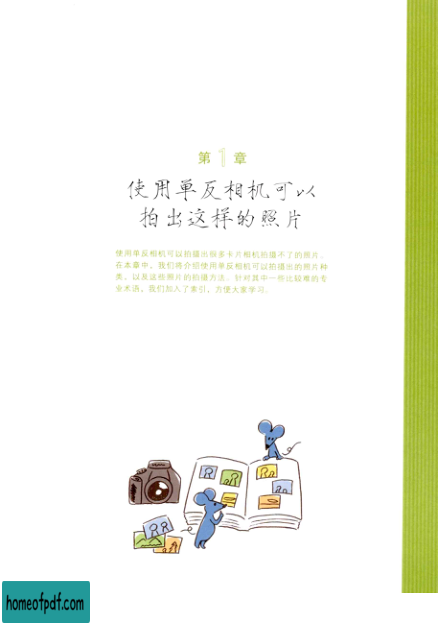 第1章
使用单反相机可以
拍出这样的照片
使用单反相机可以拍摄出很多卡片相机拍摄不了的照片。
在本章中，我们将介绍使用单反相机可以拍摄出的照片种
类，以及这些照片的拍摄方法。针对其中一些比较难的专
业术语，我们加入了索引，方便大家学习。
homeofpdf.com